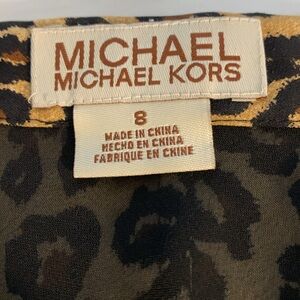 MICHAEL
MICHAEL KORS
8
MADE IN CHINA
HECHO EN CHINA
FABRIQUE EN CHINE